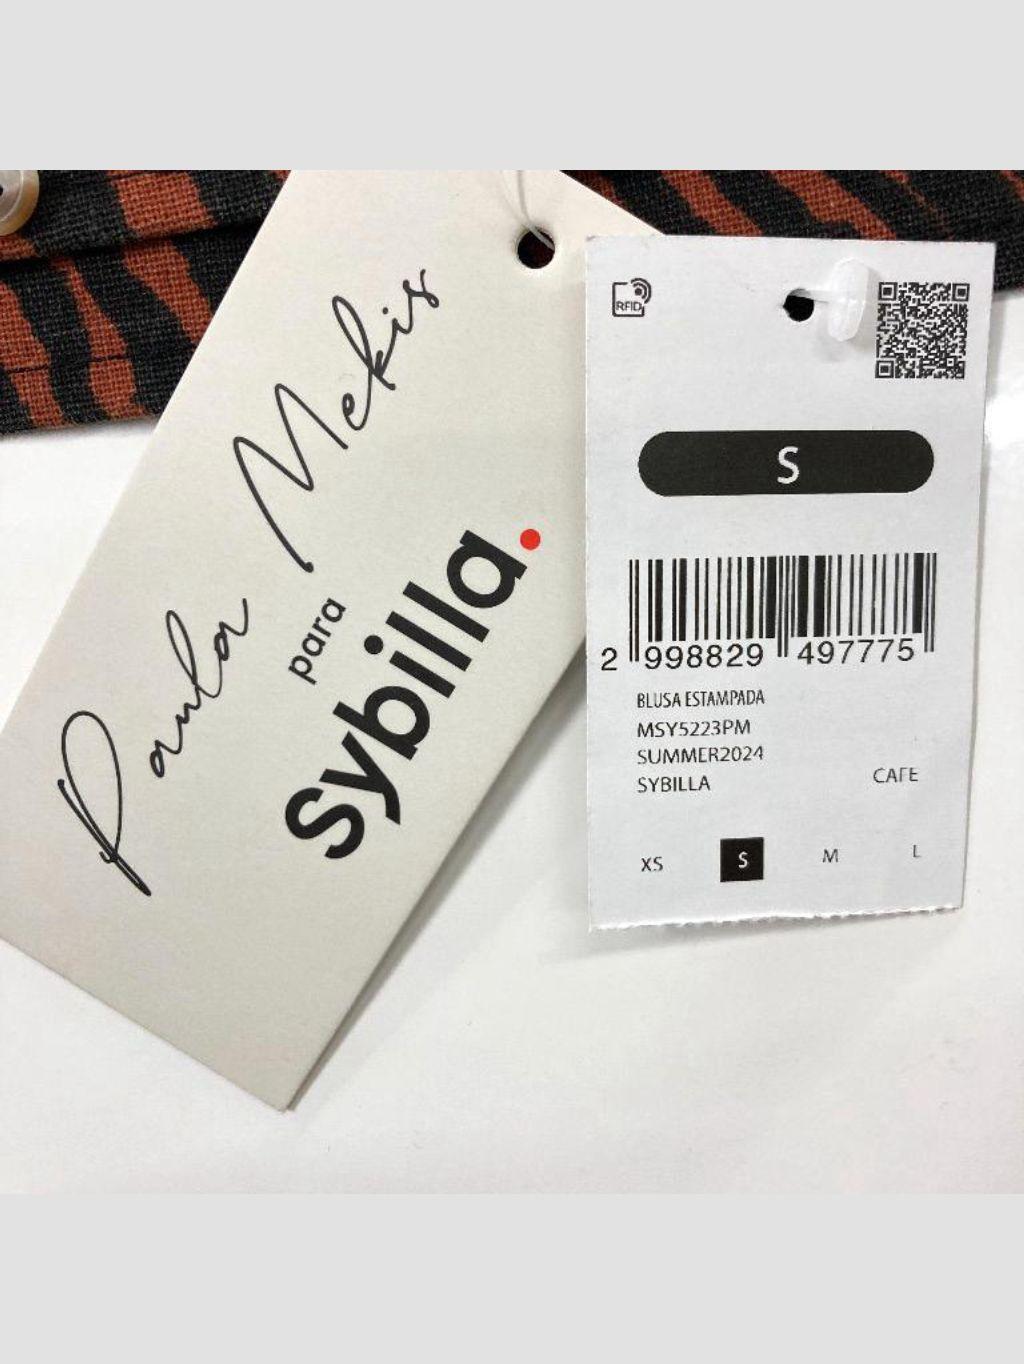 Paula Mekis
para
Sybilla.
RFID
S
2 998829 497775
BLUSA ESTAMPADA
MSY5223PM
SUMMER2024
SYBILLA CAFE
XS S M L